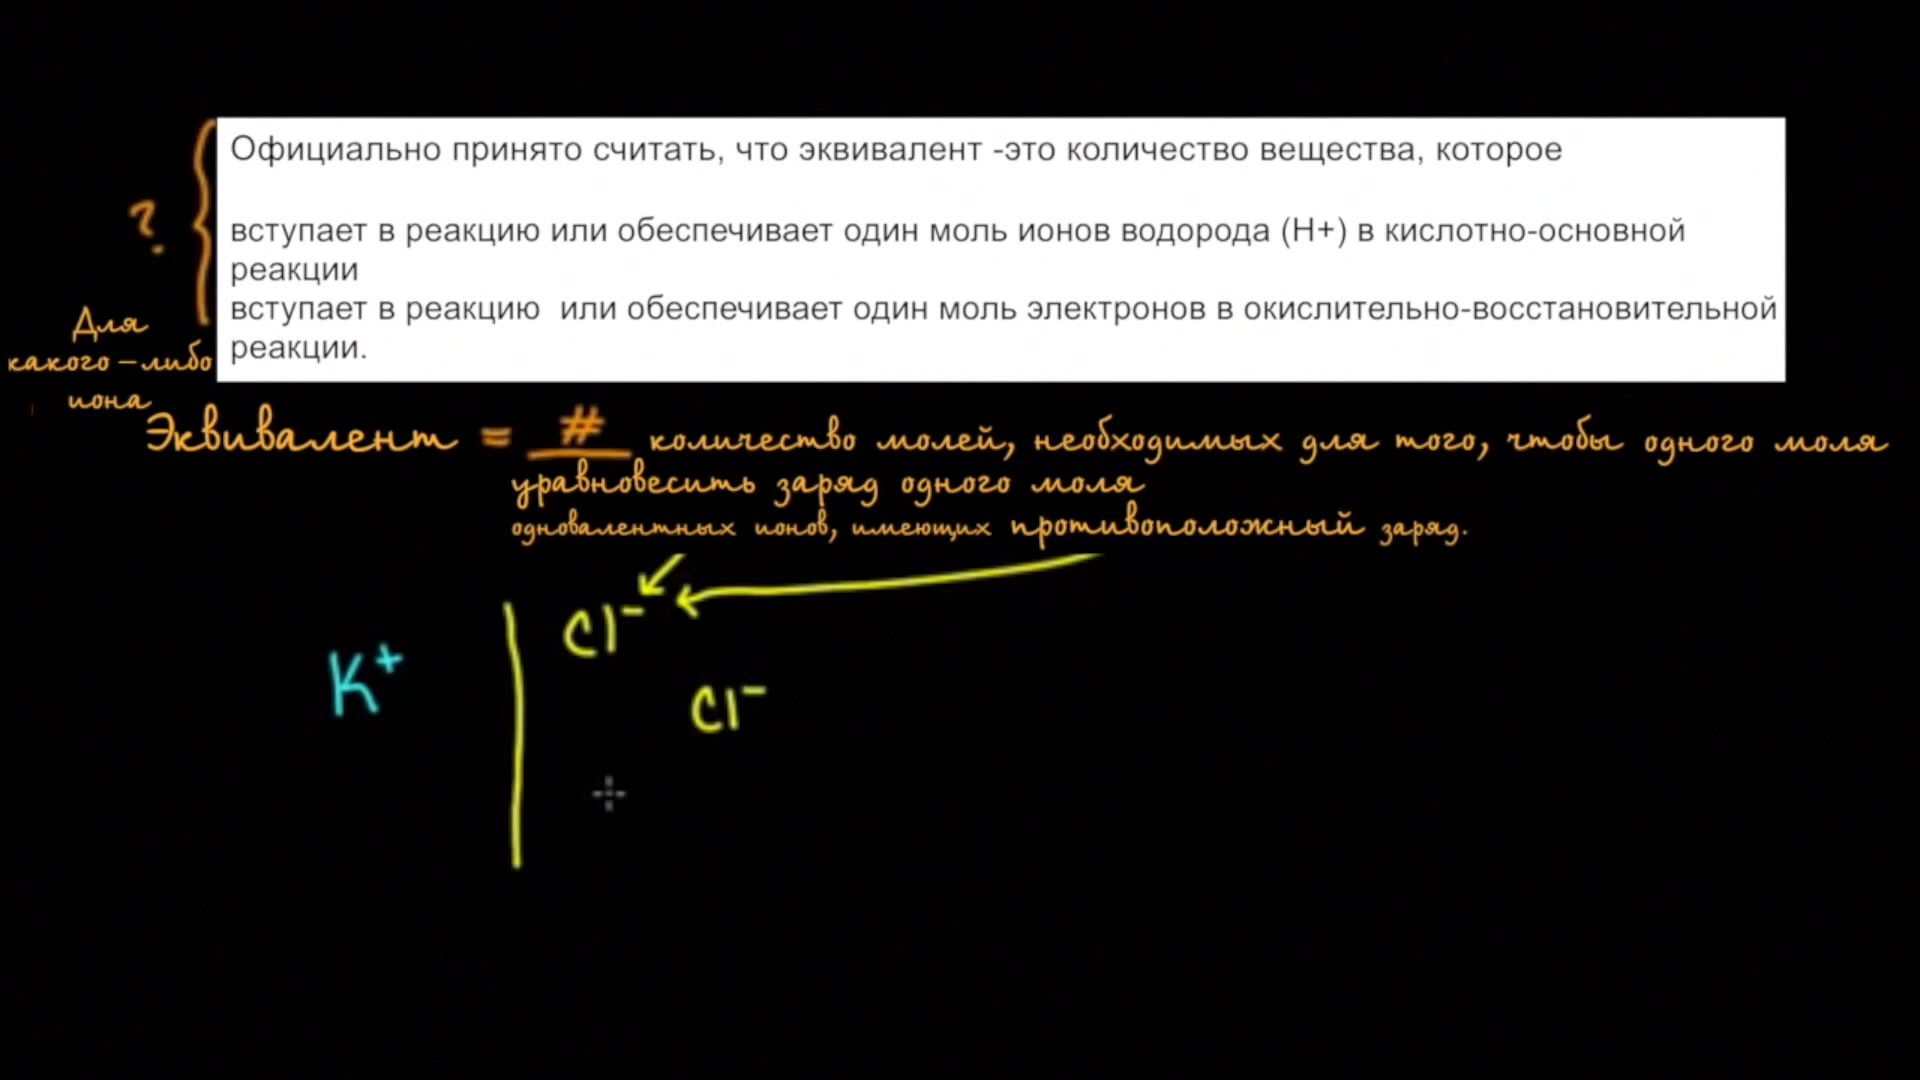 Официально принято считать, что эквивалент -это количество вещества, которое
вступает в реакцию или обеспечивает один моль ионов водорода (Н+) в кислотно-основной
реакции
вступает в реакцию  или обеспечивает один моль электронов в окислительно-восстановительной
реакции.
?
Для
какого-либо
иона
Эквивалент = # количество молей, необходимых для того, чтобы одного моля
уравновесить заряд одного моля
одновалентных ионов, имеющих противоположный заряд.
Cl⁻
K⁺
Cl⁻